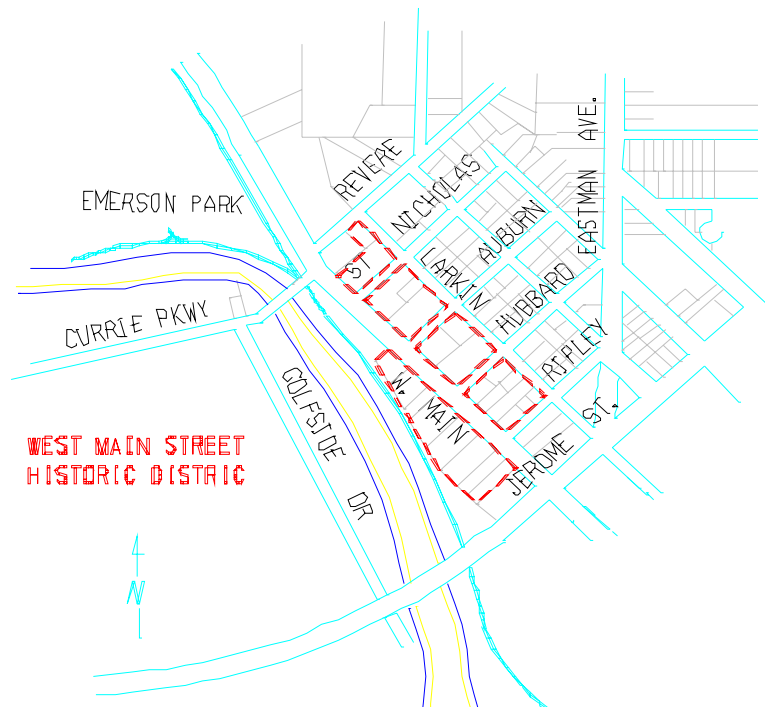 REVERE
NICHOLAS
AUBURN
EASTMAN AVE.
EMERSON PARK
ST
LARKIN
HUBBARD
CURRIE PKWY
RIPLEY
GOLFSIDE DR
W. MAIN
ST.
JEROME
WEST MAIN STREET
HISTORIC DISTRIC
N